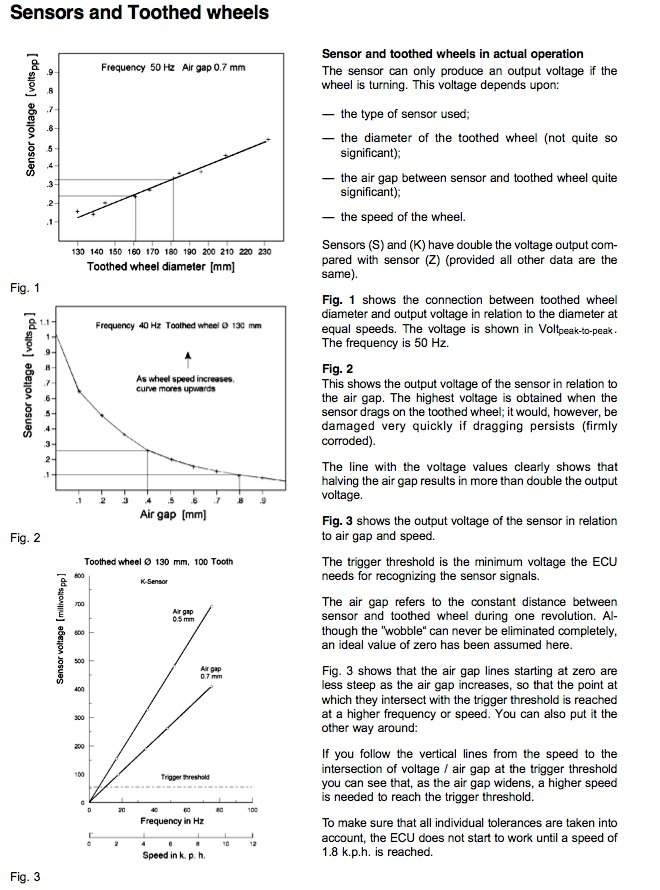 Sensors and Toothed wheels
Sensor voltage [volts pp]
Frequency 50 Hz Air gap 0.7 mm
.9
.8
.7
.6
.5
.4
.3
.2
.1
130 140 150 160 170 180 190 200 210 220 230
Toothed wheel diameter [mm]
Fig. 1
Sensor voltage [volts pp]
Frequency 40 Hz Toothed wheel Ø 130 mm
As wheel speed increases,
curve mores upwards
1.1
1
.9
.8
.7
.6
.5
.4
.3
.2
.1
.1 .2 .3 .4 .5 .6 .7 .8 .9
Air gap [mm]
Fig. 2
Toothed wheel Ø 130 mm, 100 Tooth
Sensor voltage [millivolts pp]
K-Sensor
Air gap
0.5 mm
Air gap
0.7 mm
Trigger threshold
800
700
600
500
400
300
200
100
0
0 20 40 60 80 100
Frequency in Hz
0 2 4 6 8 10 12
Speed in k. p. h.
Fig. 3
Sensor and toothed wheels in actual operation
The sensor can only produce an output voltage if the
wheel is turning. This voltage depends upon:
— the type of sensor used;
— the diameter of the toothed wheel (not quite so
significant);
— the air gap between sensor and toothed wheel quite
significant);
— the speed of the wheel.
Sensors (S) and (K) have double the voltage output com-
pared with sensor (Z) (provided all other data are the
same).
Fig. 1 shows the connection between toothed wheel
diameter and output voltage in relation to the diameter at
equal speeds. The voltage is shown in Voltpeak-to-peak.
The frequency is 50 Hz.
Fig. 2
This shows the output voltage of the sensor in relation to
the air gap. The highest voltage is obtained when the
sensor drags on the toothed wheel; it would, however, be
damaged very quickly if dragging persists (firmly
corroded).
The line with the voltage values clearly shows that
halving the air gap results in more than double the output
voltage.
Fig. 3 shows the output voltage of the sensor in relation
to air gap and speed.
The trigger threshold is the minimum voltage the ECU
needs for recognizing the sensor signals.
The air gap refers to the constant distance between
sensor and toothed wheel during one revolution. Al-
though the "wobble" can never be eliminated completely,
an ideal value of zero has been assumed here.
Fig. 3 shows that the air gap lines starting at zero are
less steep as the air gap increases, so that the point at
which they intersect with the trigger threshold is reached
at a higher frequency or speed. You can also put it the
other way around:
If you follow the vertical lines from the speed to the
intersection of voltage / air gap at the trigger threshold
you can see that, as the air gap widens, a higher speed
is needed to reach the trigger threshold.
To make sure that all individual tolerances are taken into
account, the ECU does not start to work until a speed of
1.8 k.p.h. is reached.